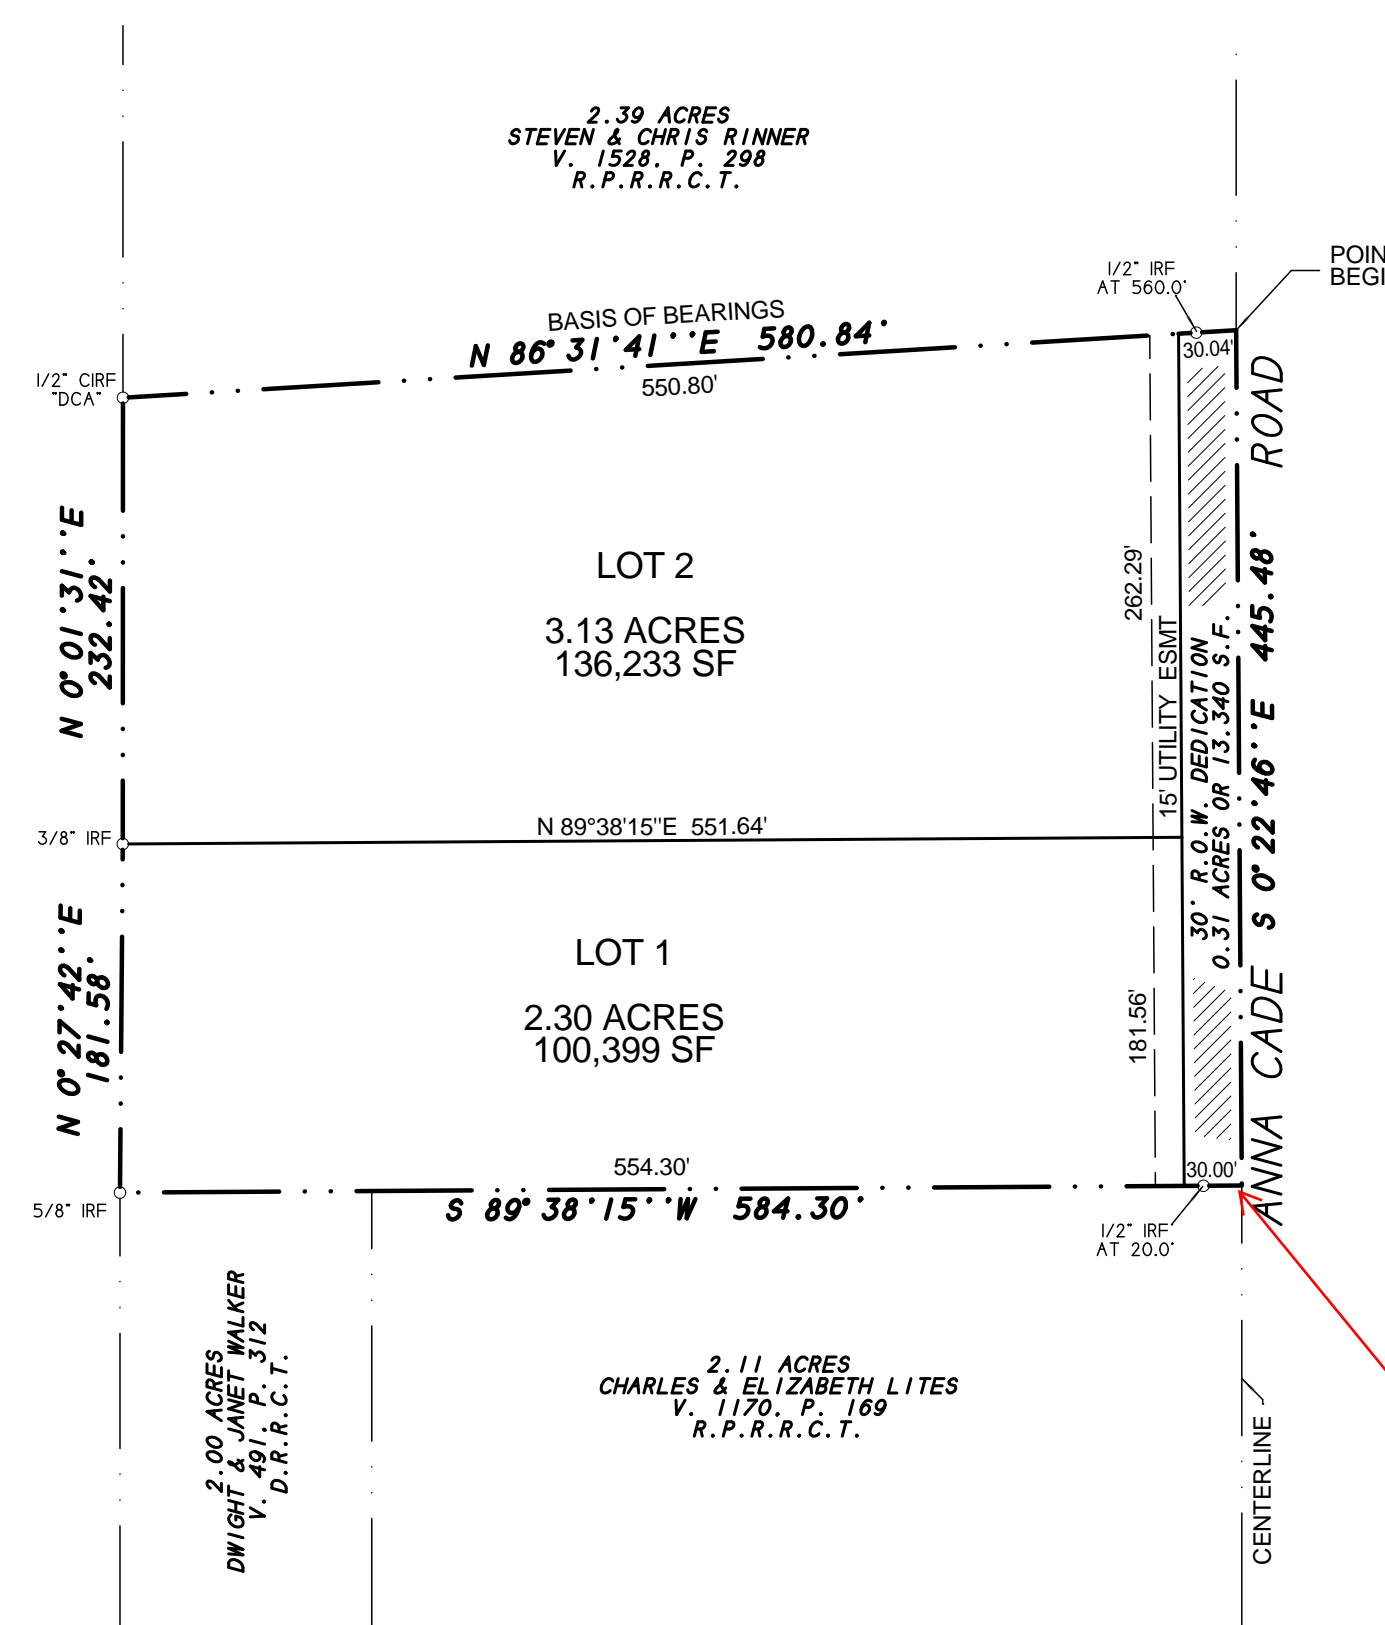 2.39 ACRES
STEVEN & CHRIS RINNER
V. 1528, P. 298
R.P.R.R.C.T.
POIN
BEGI
1/2" IRF
AT 560.0'
BASIS OF BEARINGS
N 86° 31'41''E 580.84'
30.04'
550.80'
1/2" CIRF
"DCA"
ROAD
N 0° 01'31''E
232.42'
LOT 2
3.13 ACRES
136,233 SF
262.29'
15' UTILITY ESMT
30' R.O.W. DEDICATION
0.31 ACRES OR 13,340 S.F.
S 0° 22'46''E 445.48'
N 89°38'15"E 551.64'
3/8" IRF
N 0° 27'42''E
181.58'
LOT 1
2.30 ACRES
100,399 SF
181.56'
ANNA CADE
554.30'
30.00'
S 89° 38'15''W 584.30'
5/8" IRF
1/2" IRF
AT 20.0'
2.00 ACRES
DWIGHT & JANET WALKER
V. 491, P. 312
D.R.R.C.T.
2.11 ACRES
CHARLES & ELIZABETH LITES
V. 1170, P. 169
R.P.R.R.C.T.
CENTERLINE